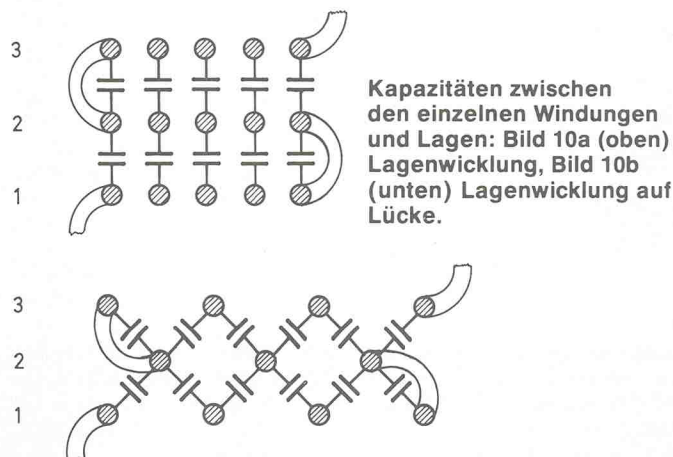 3
2
1
Kapazitäten zwischen
den einzelnen Windungen
und Lagen: Bild 10a (oben)
Lagenwicklung, Bild 10b
(unten) Lagenwicklung auf
Lücke.
3
2
1